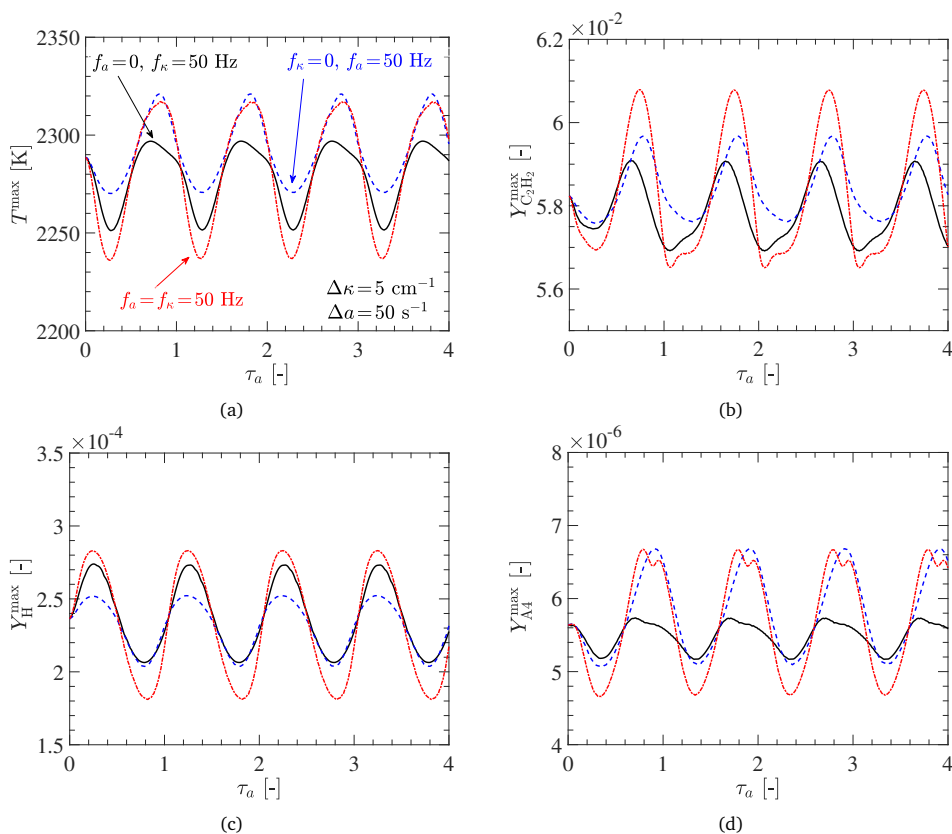 2350
2300
2250
2200
T^max [K]
f_a=0, f_κ=50 Hz
f_κ=0, f_a=50 Hz
f_a=f_κ=50 Hz
Δκ=5 cm⁻¹
Δa=50 s⁻¹
0 1 2 3 4
τ_a [-]
(a)
×10⁻²
6.2
6
5.8
5.6
Y^max_C₂H₂ [-]
0 1 2 3 4
τ_a [-]
(b)
×10⁻⁴
3.5
3
2.5
2
1.5
Y^max_H [-]
0 1 2 3 4
τ_a [-]
(c)
×10⁻⁶
8
7
6
5
4
Y^max_A4 [-]
0 1 2 3 4
τ_a [-]
(d)